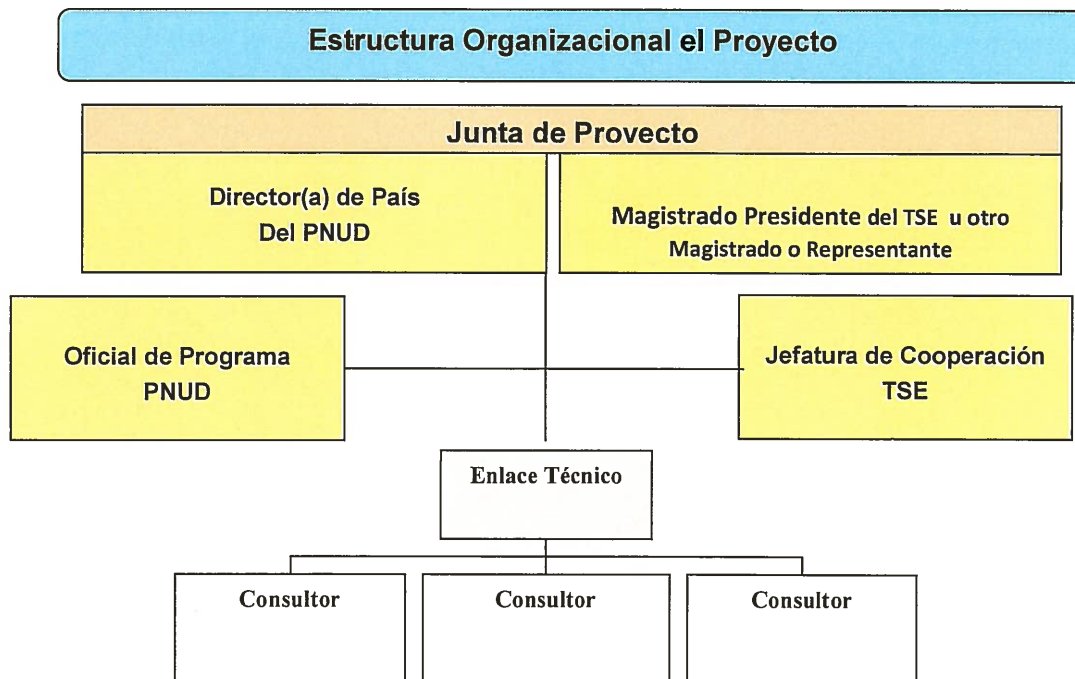 Estructura Organizacional el Proyecto
Junta de Proyecto
Director(a) de País
Del PNUD
Magistrado Presidente del TSE u otro
Magistrado o Representante
Oficial de Programa
PNUD
Jefatura de Cooperación
TSE
Enlace Técnico
Consultor
Consultor
Consultor